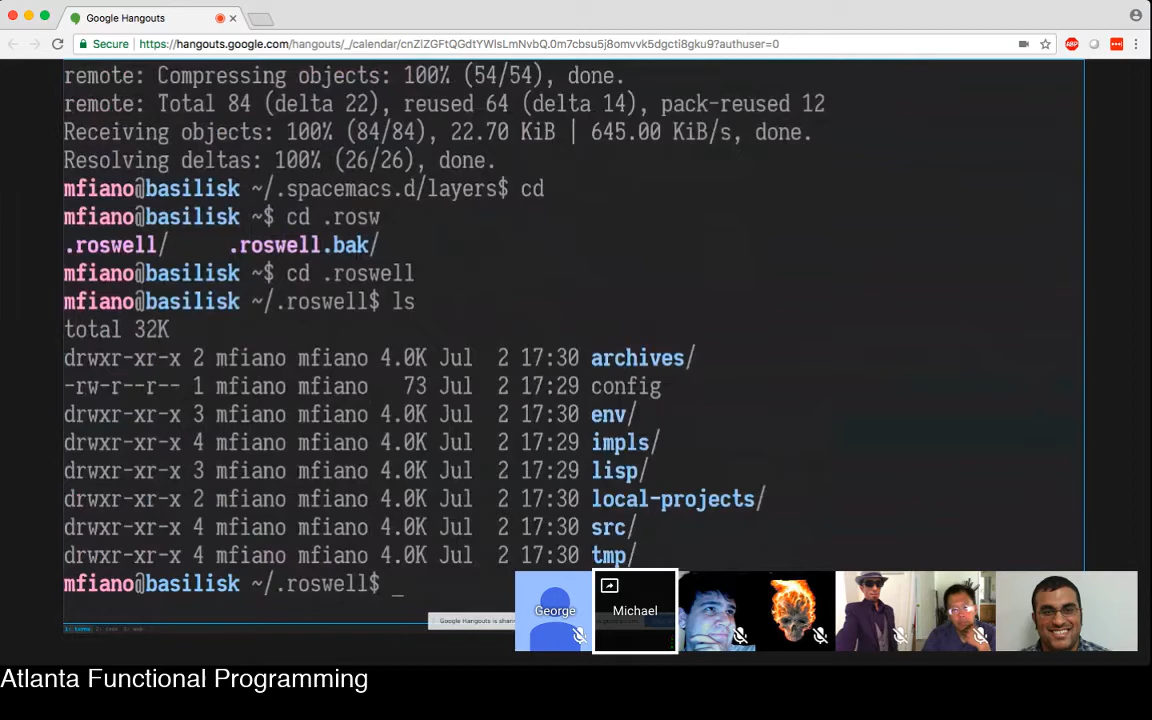 Google Hangouts
Secure
https://hangouts.google.com/hangouts/_/calendar/cnZlZGFtQGdtYWlsLmNvbQ.0m7cbsu5j8omvvk5dgcti8gku9?authuser=0
ABP
remote: Compressing objects: 100% (54/54), done.
remote: Total 84 (delta 22), reused 64 (delta 14), pack-reused 12
Receiving objects: 100% (84/84), 22.70 KiB | 645.00 KiB/s, done.
Resolving deltas: 100% (26/26), done.
mfiano@basilisk ~/.spacemacs.d/layers$ cd
mfiano@basilisk ~$ cd .rosw
.roswell/ .roswell.bak/
mfiano@basilisk ~$ cd .roswell
mfiano@basilisk ~/.roswell$ ls
total 32K
drwxr-xr-x 2 mfiano mfiano 4.0K Jul 2 17:30 archives/
-rw-r--r-- 1 mfiano mfiano 73 Jul 2 17:29 config
drwxr-xr-x 3 mfiano mfiano 4.0K Jul 2 17:30 env/
drwxr-xr-x 4 mfiano mfiano 4.0K Jul 2 17:29 impls/
drwxr-xr-x 3 mfiano mfiano 4.0K Jul 2 17:29 lisp/
drwxr-xr-x 2 mfiano mfiano 4.0K Jul 2 17:30 local-projects/
drwxr-xr-x 4 mfiano mfiano 4.0K Jul 2 17:30 src/
drwxr-xr-x 4 mfiano mfiano 4.0K Jul 2 17:30 tmp/
mfiano@basilisk ~/.roswell$ _
Google Hangouts is
George
Michael
Atlanta Functional Programming